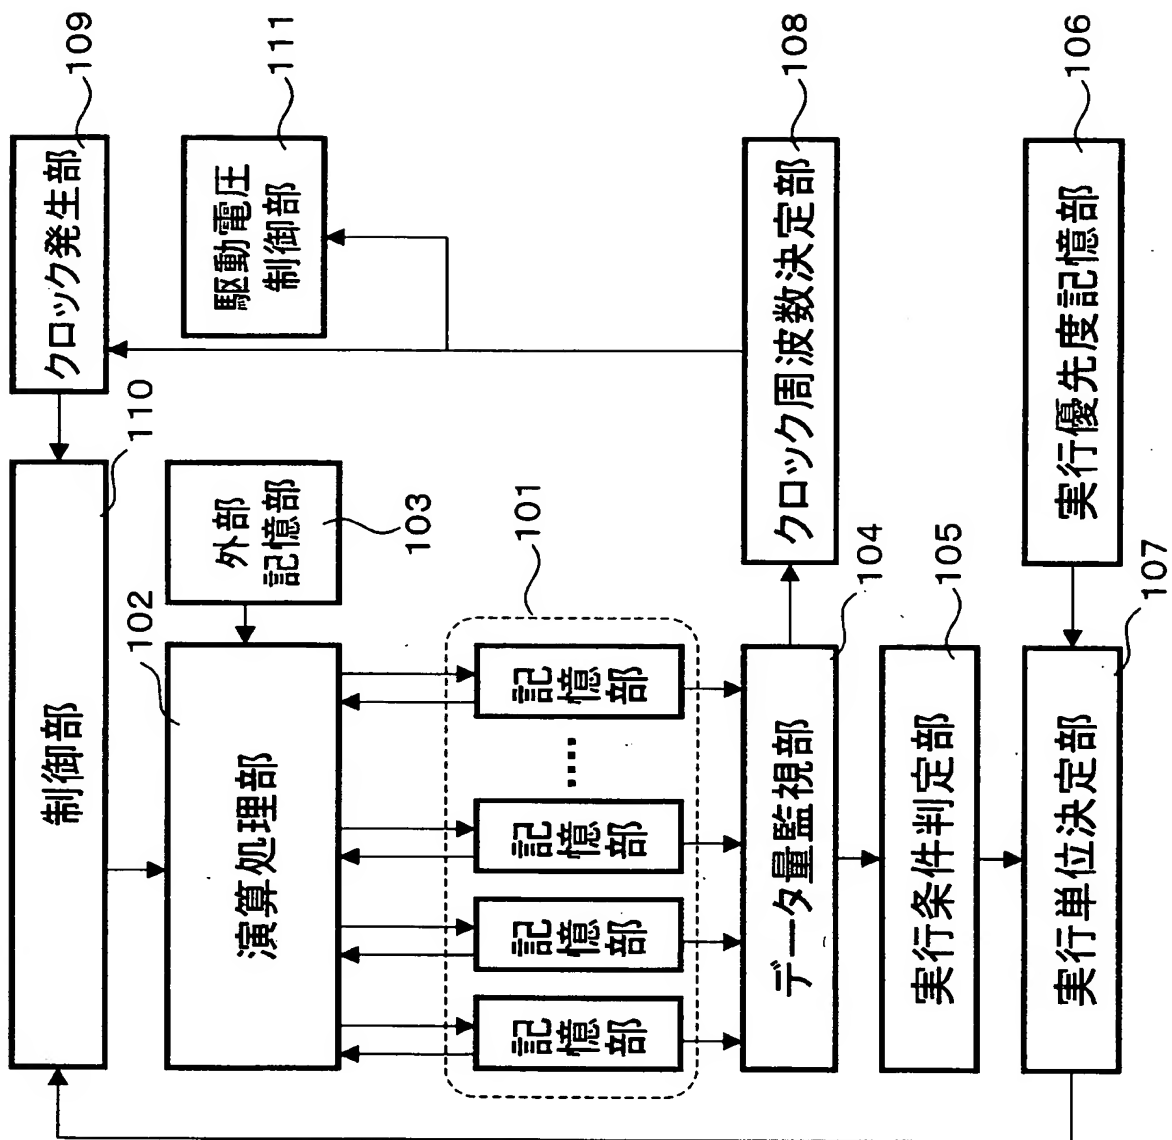 クロック発生部
109
制御部
110
駆動電圧
制御部
111
外部
記憶部
103
演算処理部
102
101
記憶部
記憶部
記憶部
‥‥
記憶部
データ量監視部
104
クロック周波数決定部
108
実行条件判定部
105
実行単位決定部
107
実行優先度記憶部
106